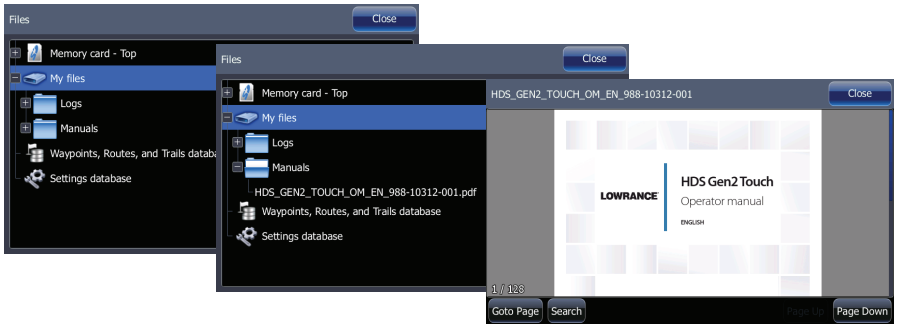 Files
Close
Memory card - Top
My files
Logs
Manuals
Waypoints, Routes, and Trails databa
Settings database
Files
Close
Memory card - Top
My files
Logs
Manuals
HDS_GEN2_TOUCH_OM_EN_988-10312-001.pdf
Waypoints, Routes, and Trails database
Settings database
HDS_GEN2_TOUCH_OM_EN_988-10312-001
Close
LOWRANCE
HDS Gen2 Touch
Operator manual
ENGLISH
1 / 128
Goto Page
Search
Page Up
Page Down